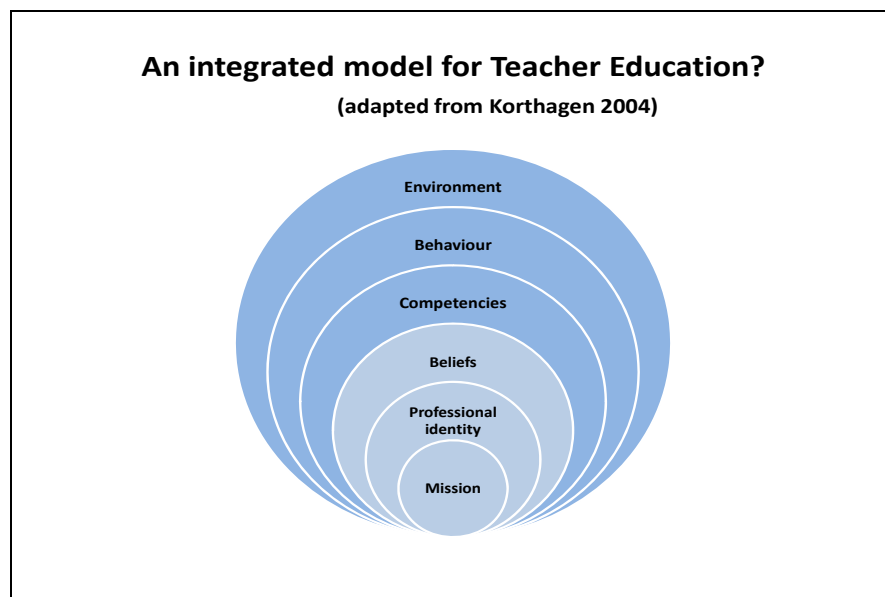 An integrated model for Teacher Education?
(adapted from Korthagen 2004)
Environment
Behaviour
Competencies
Beliefs
Professional
identity
Mission